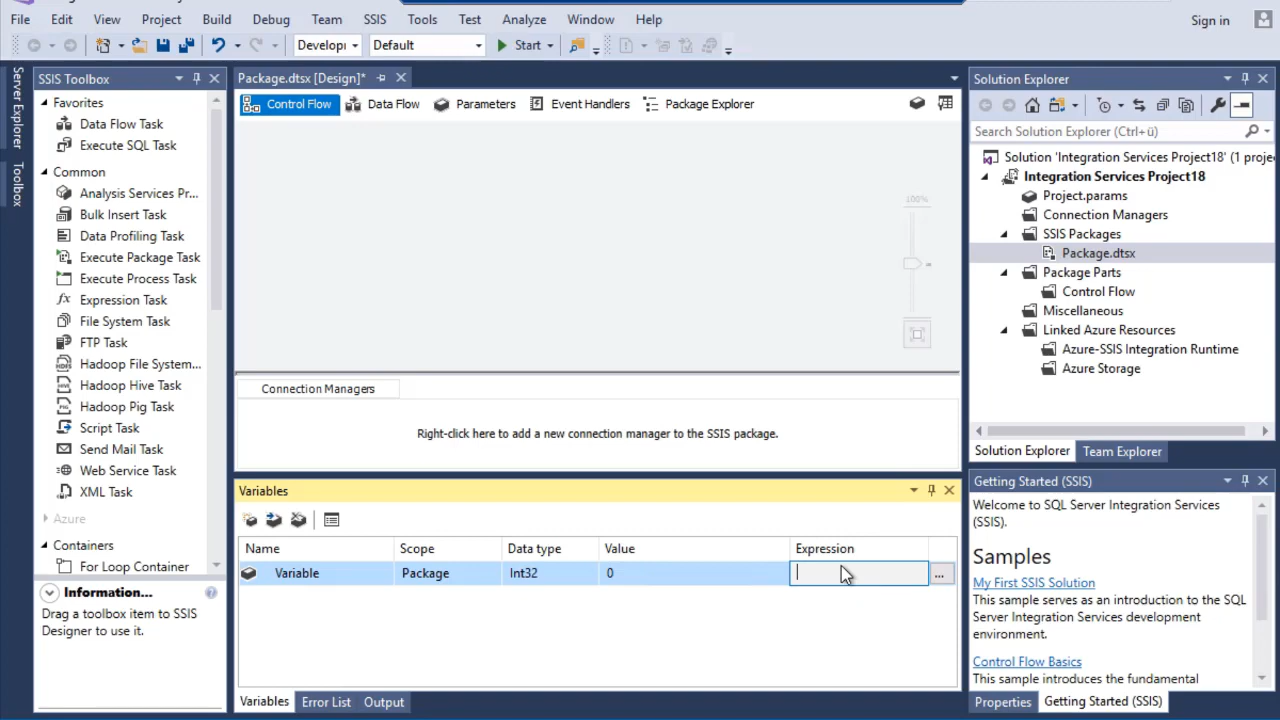 File Edit View Project Build Debug Team SSIS Tools Test Analyze Window Help Sign in
Develop Default Start
Server Explorer
Toolbox
SSIS Toolbox
Favorites
Data Flow Task
Execute SQL Task
Common
Analysis Services Pr...
Bulk Insert Task
Data Profiling Task
Execute Package Task
Execute Process Task
Expression Task
File System Task
FTP Task
Hadoop File System...
Hadoop Hive Task
Hadoop Pig Task
Script Task
Send Mail Task
Web Service Task
XML Task
Azure
Containers
For Loop Container
Information...
Drag a toolbox item to SSIS
Designer to use it.
Package.dtsx [Design]*
Control Flow Data Flow Parameters Event Handlers Package Explorer
100%
Connection Managers
Right-click here to add a new connection manager to the SSIS package.
Variables
Name Scope Data type Value Expression
Variable Package Int32 0 ...
Variables Error List Output
Solution Explorer
Search Solution Explorer (Ctrl+ü)
Solution 'Integration Services Project18' (1 proje
Integration Services Project18
Project.params
Connection Managers
SSIS Packages
Package.dtsx
Package Parts
Control Flow
Miscellaneous
Linked Azure Resources
Azure-SSIS Integration Runtime
Azure Storage
Solution Explorer Team Explorer
Getting Started (SSIS)
Welcome to SQL Server Integration Services
(SSIS).
Samples
My First SSIS Solution
This sample serves as an introduction to the SQL
Server Integration Services development
environment.
Control Flow Basics
This sample introduces the fundamental
Properties Getting Started (SSIS)